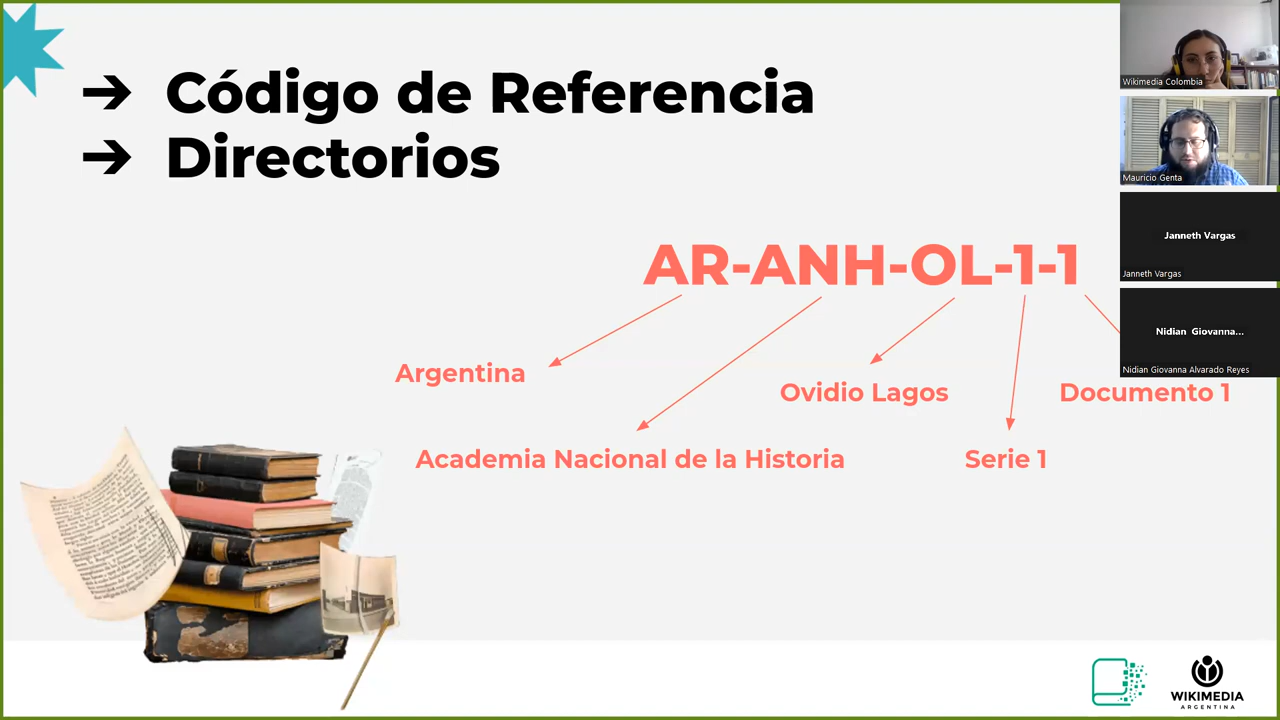 ➔ Código de Referencia
➔ Directorios
AR-ANH-OL-1-1
Argentina
Ovidio Lagos
Documento 1
Academia Nacional de la Historia
Serie 1
WIKIMEDIA
ARGENTINA
Wikimedia Colombia
Mauricio Genta
Janneth Vargas
Janneth Vargas
Nidian Giovanna...
Nidian Giovanna Alvarado Reyes